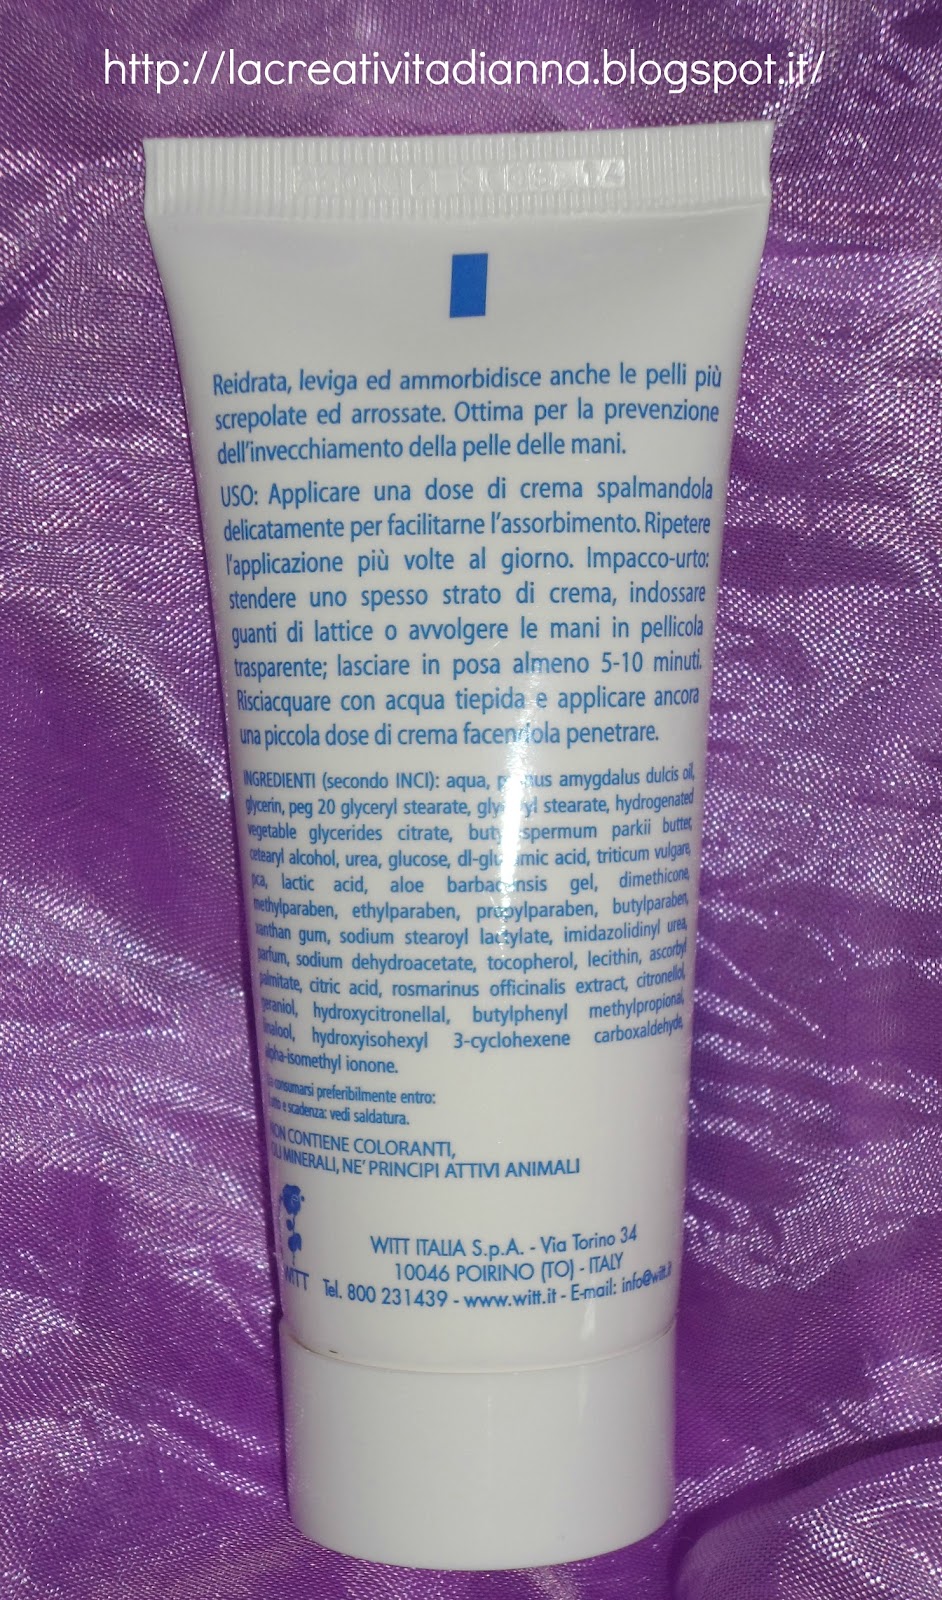 http://lacreativitadianna.blogspot.it/
Reidrata, leviga ed ammorbidisce anche le pelli più
screpolate ed arrossate. Ottima per la prevenzione
dell'invecchiamento della pelle delle mani.
USO: Applicare una dose di crema spalmandola
delicatamente per facilitarne l'assorbimento. Ripetere
l'applicazione più volte al giorno. Impacco-urto:
stendere uno spesso strato di crema, indossare
guanti di lattice o avvolgere le mani in pellicola
trasparente; lasciare in posa almeno 5-10 minuti.
Risciacquare con acqua tiepida e applicare ancora
una piccola dose di crema facendola penetrare.
INGREDIENTI (secondo INCI): aqua, prunus amygdalus dulcis oil,
glycerin, peg 20 glyceryl stearate, glyceryl stearate, hydrogenated
vegetable glycerides citrate, butyrospermum parkii butter,
cetearyl alcohol, urea, glucose, dl-glutamic acid, triticum vulgare,
pca, lactic acid, aloe barbadensis gel, dimethicone,
methylparaben, ethylparaben, propylparaben, butylparaben,
xanthan gum, sodium stearoyl lactylate, imidazolidinyl urea,
parfum, sodium dehydroacetate, tocopherol, lecithin, ascorbyl
palmitate, citric acid, rosmarinus officinalis extract, citronellol,
geraniol, hydroxycitronellal, butylphenyl methylpropional,
linalool, hydroxyisohexyl 3-cyclohexene carboxaldehyde,
alpha-isomethyl ionone.
Da consumarsi preferibilmente entro:
Lotto e scadenza: vedi saldatura.
NON CONTIENE COLORANTI,
OLI MINERALI, NE' PRINCIPI ATTIVI ANIMALI
WITT
WITT ITALIA S.p.A. - Via Torino 34
10046 POIRINO (TO) - ITALY
Tel. 800 231439 - www.witt.it - E-mail: info@witt.it